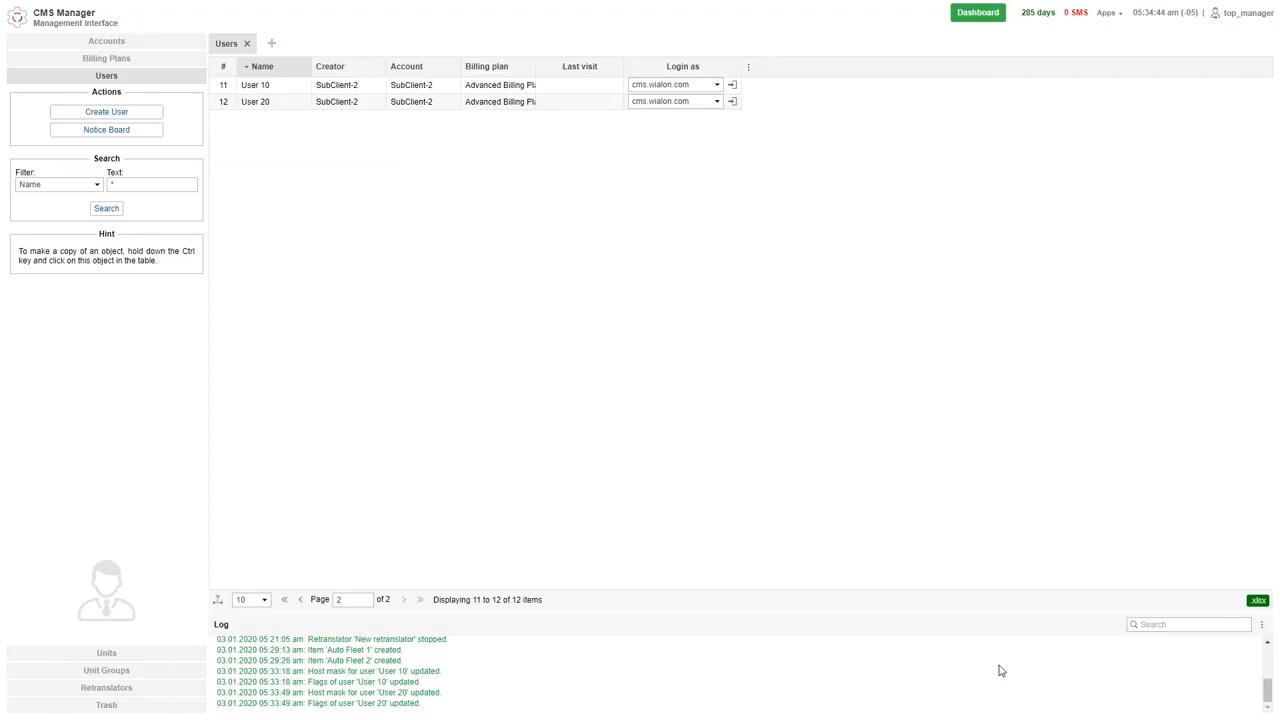 CMS Manager
Management Interface
Dashboard 285 days 0 SMS Apps 05:34:44 am (-05) | top_manager
Accounts
Billing Plans
Users
Actions
Create User
Notice Board
Search
Filter: Text:
Name *
Search
Hint
To make a copy of an object, hold down the Ctrl
key and click on this object in the table.
Units
Unit Groups
Retranslators
Trash
Users
# Name Creator Account Billing plan Last visit Login as
11 User 10 SubClient-2 SubClient-2 Advanced Billing Pla cms.wialon.com
12 User 20 SubClient-2 SubClient-2 Advanced Billing Pla cms.wialon.com
10 Page 2 of 2 Displaying 11 to 12 of 12 items .xlsx
Log Search
03.01.2020 05:21:05 am: Retranslator 'New retranslator' stopped.
03.01.2020 05:29:13 am: Item 'Auto Fleet 1' created.
03.01.2020 05:29:26 am: Item 'Auto Fleet 2' created.
03.01.2020 05:33:18 am: Host mask for user 'User 10' updated.
03.01.2020 05:33:18 am: Flags of user 'User 10' updated.
03.01.2020 05:33:49 am: Host mask for user 'User 20' updated.
03.01.2020 05:33:49 am: Flags of user 'User 20' updated.